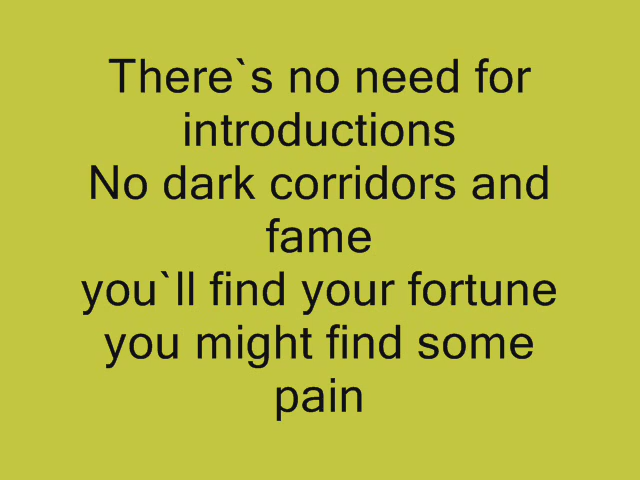 There`s no need for
introductions
No dark corridors and
fame
you`ll find your fortune
you might find some
pain